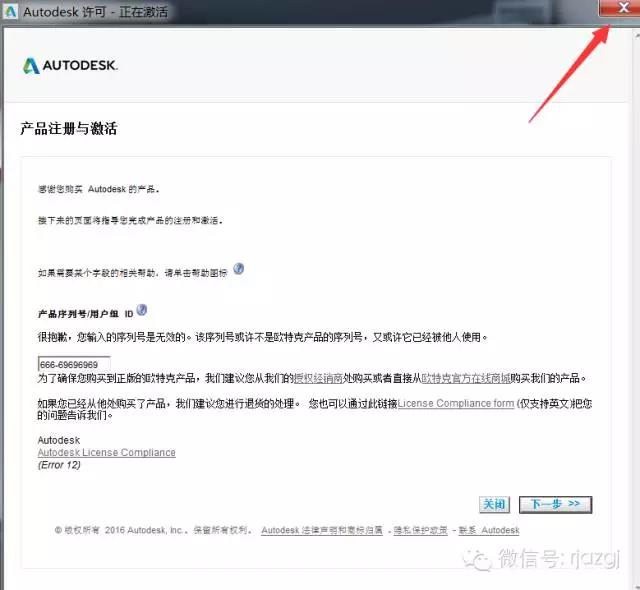 Autodesk 许可 - 正在激活
AUTODESK.
产品注册与激活
感谢您购买 Autodesk 的产品。
接下来的页面将指导您完成产品的注册和激活。
如果需要某个字段的相关帮助，请单击帮助图标
产品序列号/用户组 ID
很抱歉，您输入的序列号是无效的。该序列号或许不是欧特克产品的序列号，又或许它已经被他人使用。
666-69696969
为了确保您购买到正版的欧特克产品，我们建议您从我们的授权经销商处购买或者直接从欧特克官方在线商城购买我们的产品。
如果您已经从他处购买了产品，我们建议您进行退货的处理。 您也可以通过此链接License Compliance form (仅支持英文)把您
的问题告诉我们。
Autodesk
Autodesk License Compliance
(Error 12)
关闭 下一步 >>
© 版权所有 2016 Autodesk, Inc.。保留所有权利。 Autodesk 法律声明和商标归属 - 隐私保护政策 - 联系 Autodesk
微信号: rjazgj